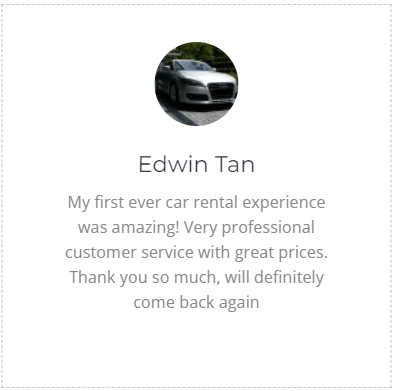 Edwin Tan
My first ever car rental experience
was amazing! Very professional
customer service with great prices.
Thank you so much, will definitely
come back again